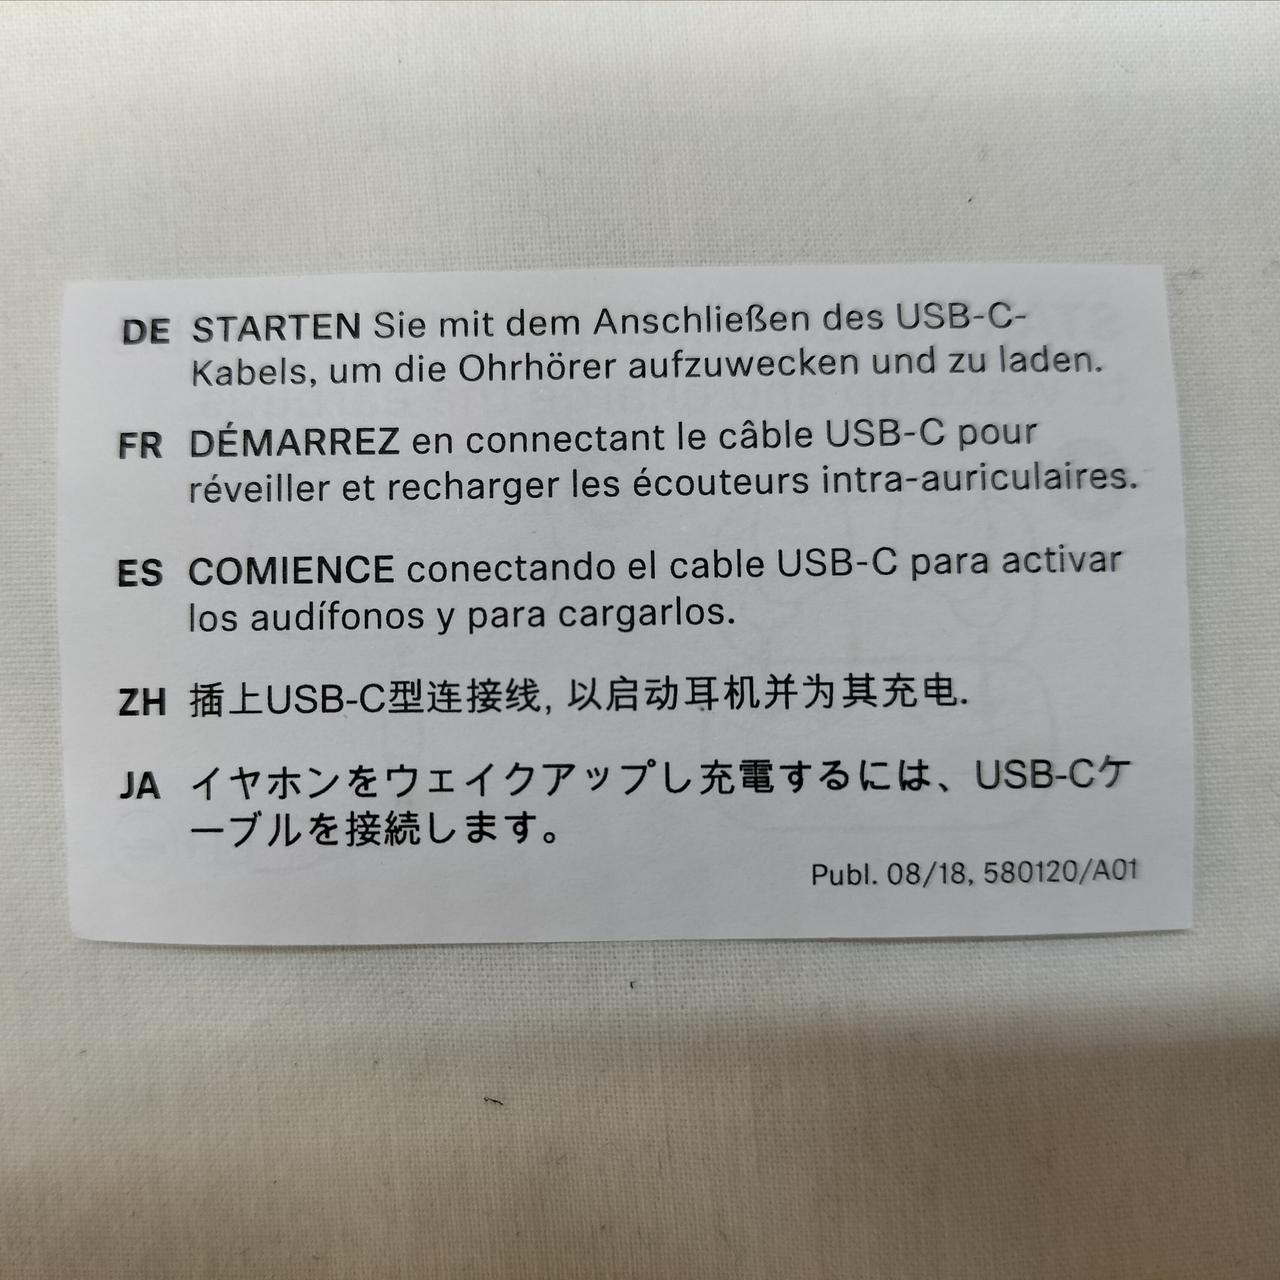 DE STARTEN Sie mit dem Anschließen des USB-C-
Kabels, um die Ohrhörer aufzuwecken und zu laden.
FR DÉMARREZ en connectant le câble USB-C pour
réveiller et recharger les écouteurs intra-auriculaires.
ES COMIENCE conectando el cable USB-C para activar
los audífonos y para cargarlos.
ZH 插上USB-C型连接线, 以启动耳机并为其充电.
JA イヤホンをウェイクアップし充電するには、USB-Cケ
ーブルを接続します。
Publ. 08/18, 580120/A01